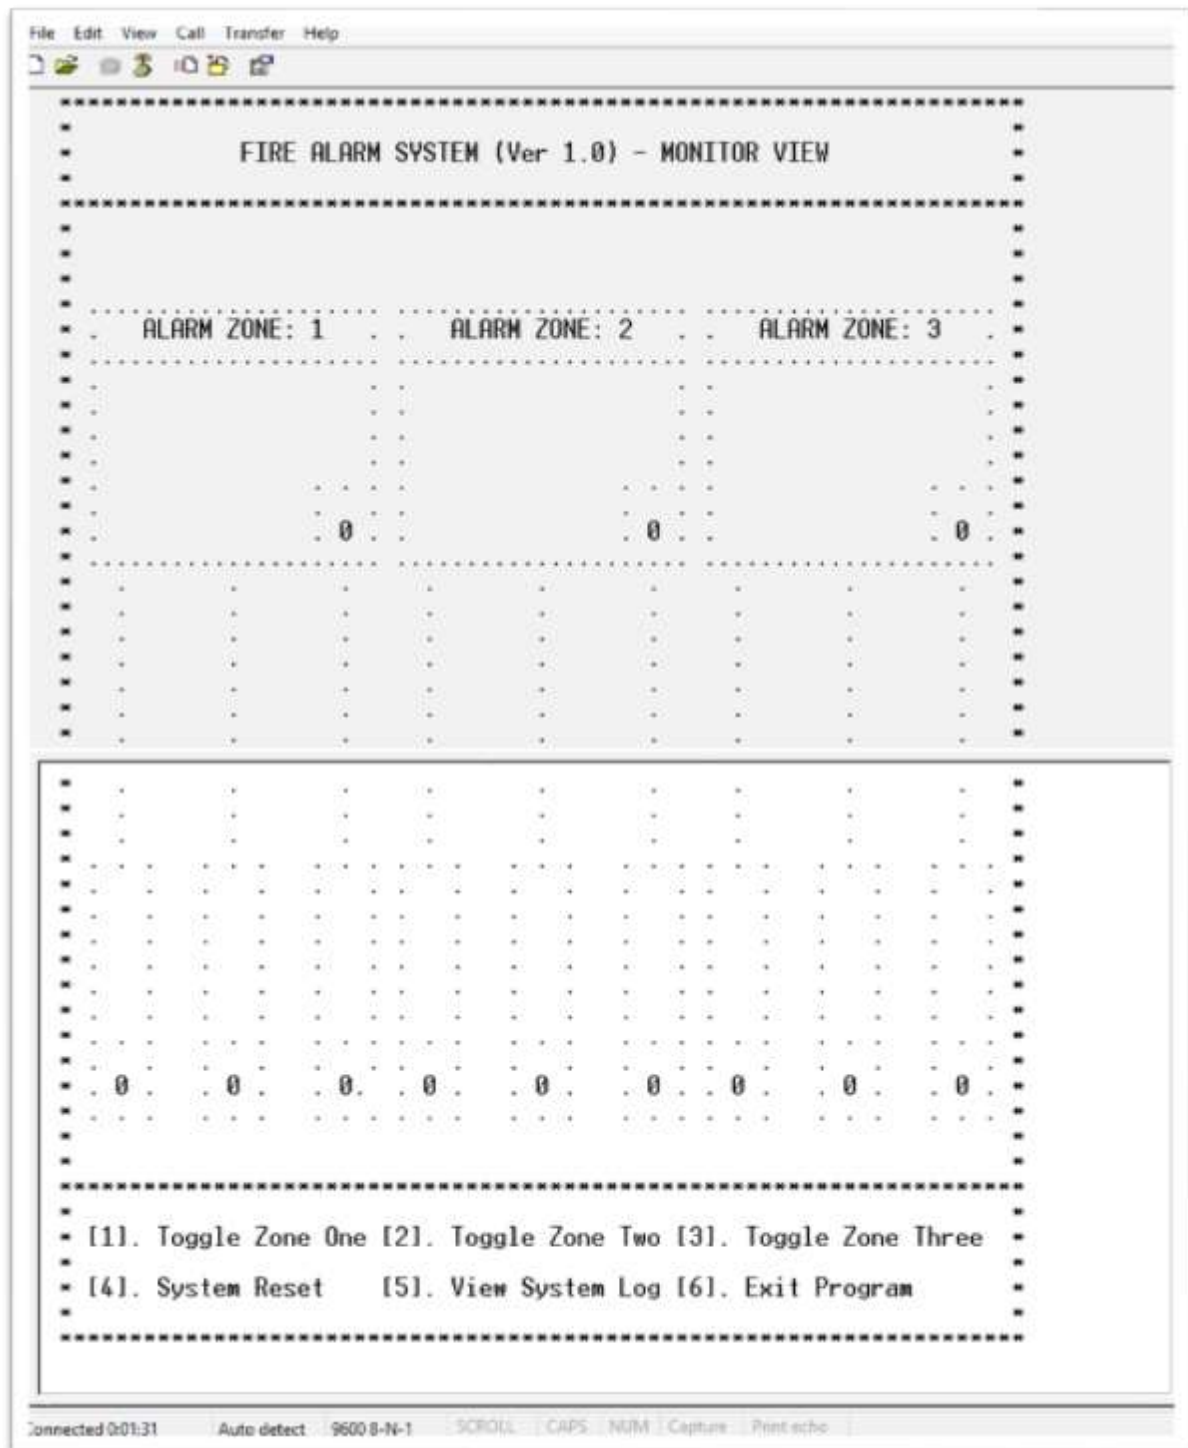 File Edit View Call Transfer Help
FIRE ALARM SYSTEM (Ver 1.0) - MONITOR VIEW
ALARM ZONE: 1 ALARM ZONE: 2 ALARM ZONE: 3
0 0 0
0 0 0 0 0 0 0 0 0
[1]. Toggle Zone One [2]. Toggle Zone Two [3]. Toggle Zone Three
[4]. System Reset [5]. View System Log [6]. Exit Program
Connected 0:01:31 Auto detect 9600 8-N-1 SCROLL CAPS NUM Capture Print echo